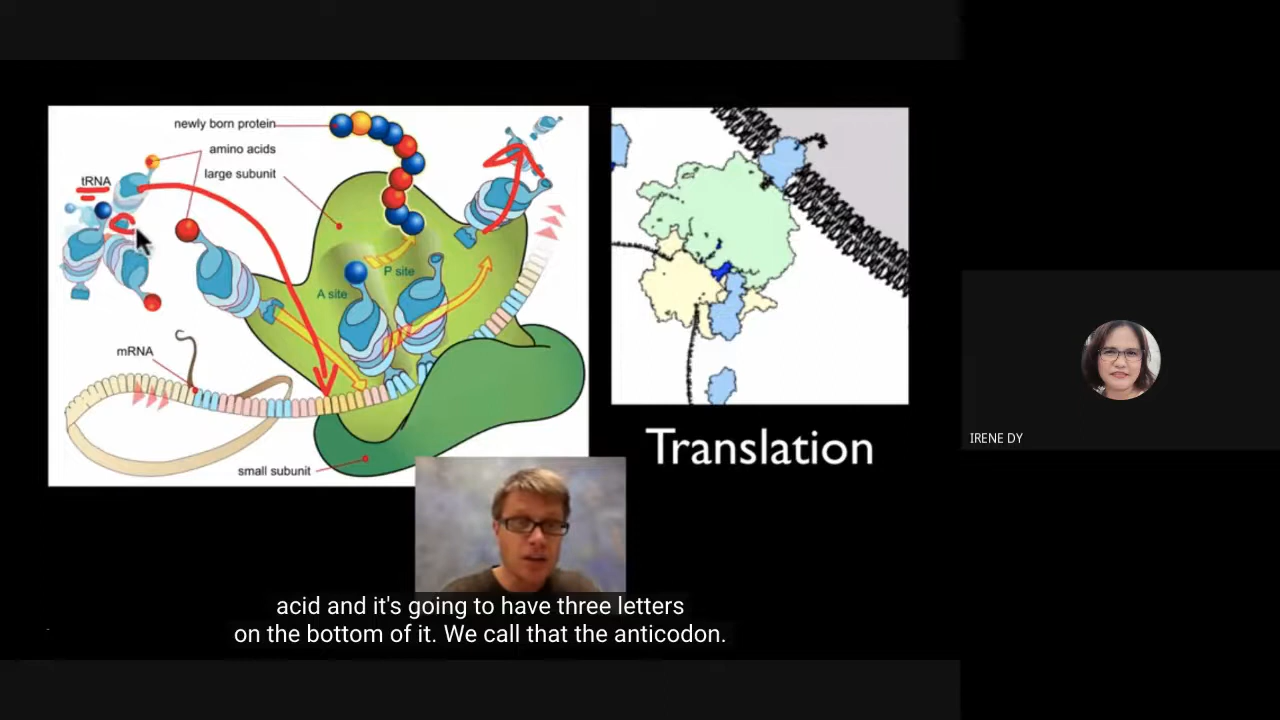 newly born protein
amino acids
large subunit
tRNA
P site
A site
mRNA
small subunit
Translation
IRENE DY
acid and it's going to have three letters
on the bottom of it. We call that the anticodon.